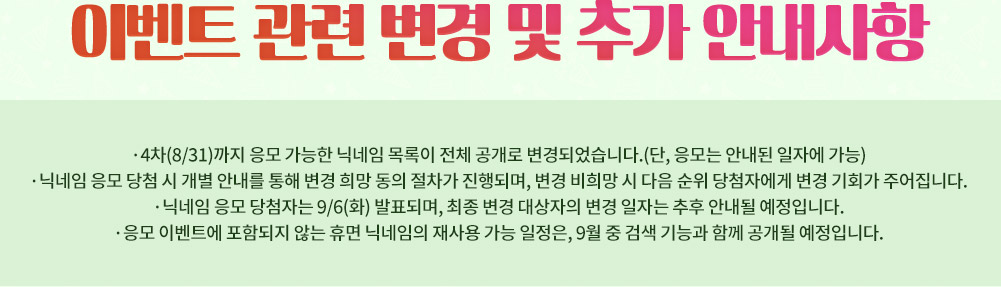 이벤트 관련 변경 및 추가 안내사항
·4차(8/31)까지 응모 가능한 닉네임 목록이 전체 공개로 변경되었습니다.(단, 응모는 안내된 일자에 가능)
·닉네임 응모 당첨 시 개별 안내를 통해 변경 희망 동의 절차가 진행되며, 변경 비희망 시 다음 순위 당첨자에게 변경 기회가 주어집니다.
·닉네임 응모 당첨자는 9/6(화) 발표되며, 최종 변경 대상자의 변경 일자는 추후 안내될 예정입니다.
·응모 이벤트에 포함되지 않는 휴면 닉네임의 재사용 가능 일정은, 9월 중 검색 기능과 함께 공개될 예정입니다.